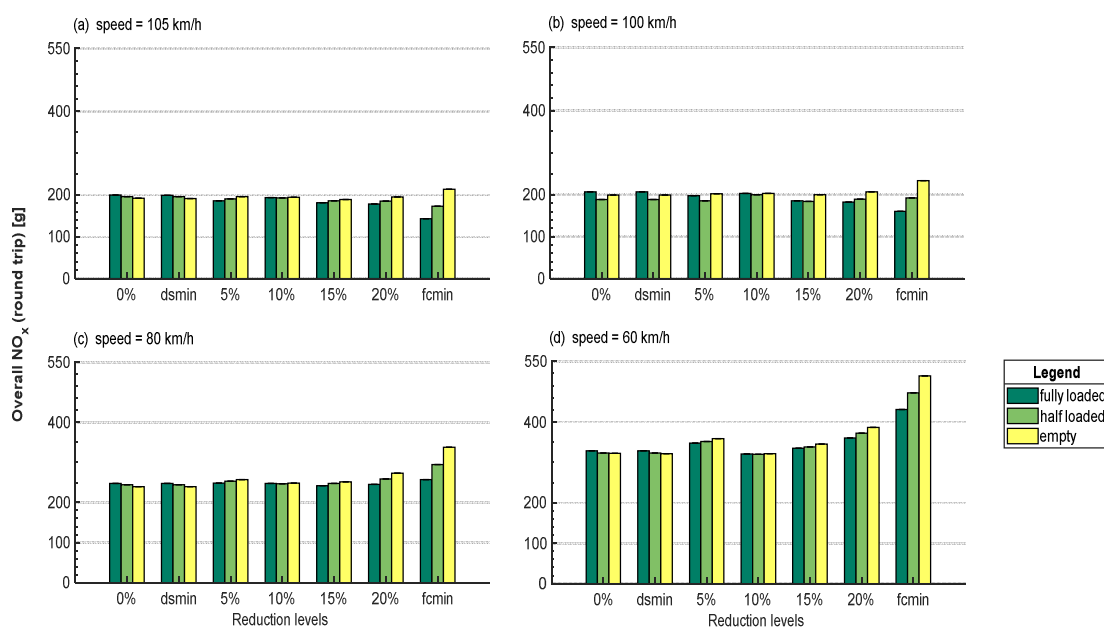 (a) speed = 105 km/h
(b) speed = 100 km/h
550
400
200
100
0
0% dsmin 5% 10% 15% 20% fcmin
550
400
200
100
0
0% dsmin 5% 10% 15% 20% fcmin
Overall NOx (round trip) [g]
(c) speed = 80 km/h
(d) speed = 60 km/h
550
400
200
100
0
0% dsmin 5% 10% 15% 20% fcmin
Reduction levels
550
400
200
100
0
0% dsmin 5% 10% 15% 20% fcmin
Reduction levels
Legend
fully loaded
half loaded
empty